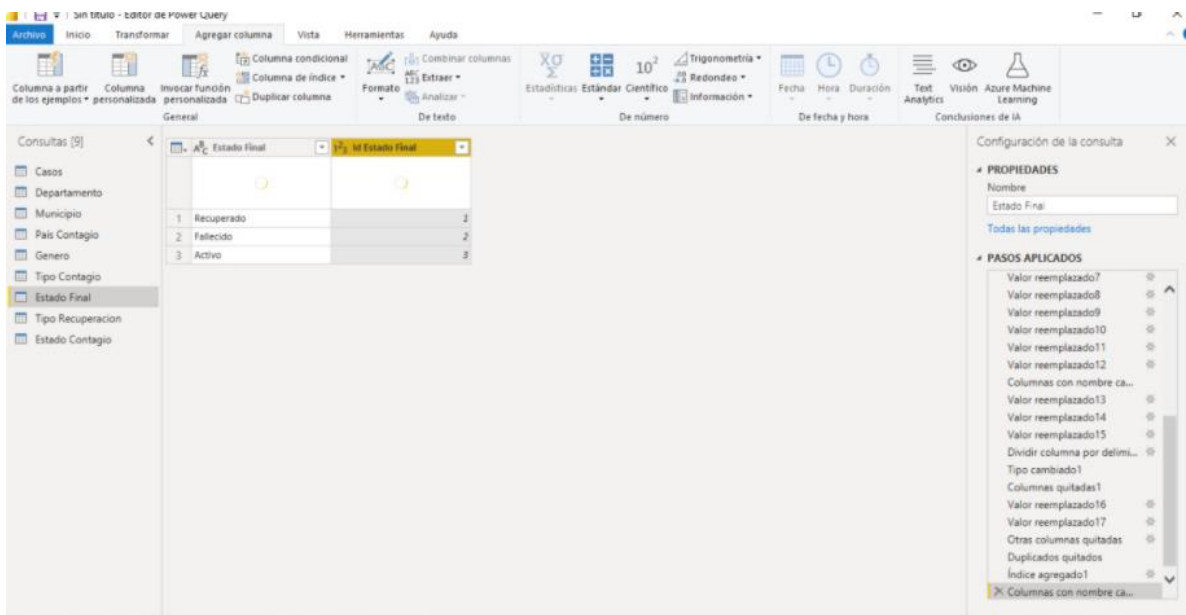 Sin título - Editor de Power Query
Archivo Inicio Transformar Agregar columna Vista Herramientas Ayuda
Columna a partir de los ejemplos
Columna personalizada
Invocar función personalizada
Columna condicional
Columna de índice
Duplicar columna
General
Formato
Combinar columnas
Extraer
Analizar
De texto
Estadísticas
Estándar
10² Científico
Trigonometría
Redondeo
Información
De número
Fecha
Hora
Duración
De fecha y hora
Text Analytics
Visión
Azure Machine Learning
Conclusiones de IA
Consultas [9]
Casos
Departamento
Municipio
Pais Contagio
Genero
Tipo Contagio
Estado Final
Tipo Recuperacion
Estado Contagio
Estado Final Id Estado Final
1 Recuperado 1
2 Fallecido 2
3 Activo 3
Configuración de la consulta
PROPIEDADES
Nombre
Estado Final
Todas las propiedades
PASOS APLICADOS
Valor reemplazado7
Valor reemplazado8
Valor reemplazado9
Valor reemplazado10
Valor reemplazado11
Valor reemplazado12
Columnas con nombre ca...
Valor reemplazado13
Valor reemplazado14
Valor reemplazado15
Dividir columna por delimi...
Tipo cambiado1
Columnas quitadas1
Valor reemplazado16
Valor reemplazado17
Otras columnas quitadas
Duplicados quitados
Índice agregado1
Columnas con nombre ca...